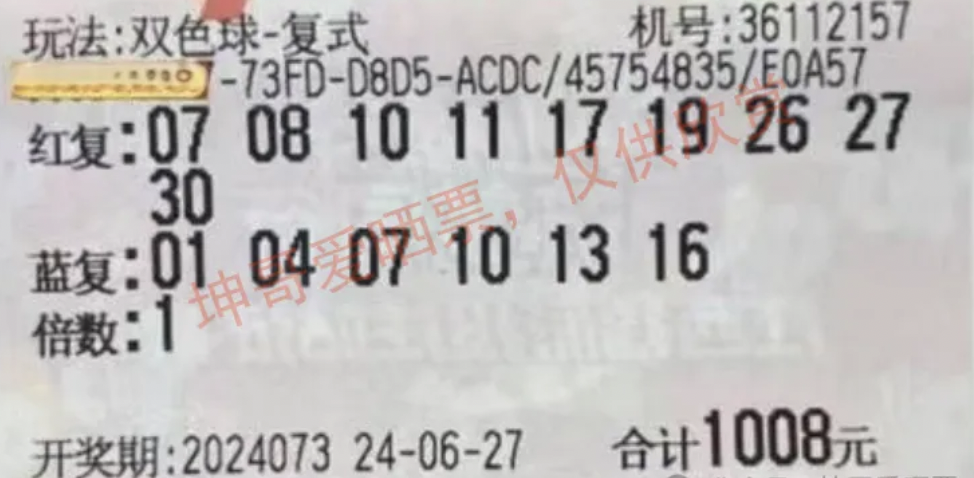 玩法:双色球-复式 机号:36112157
-73FD-D8D5-ACDC/45754835/E0A57
红复:07 08 10 11 17 19 26 27
30
蓝复:01 04 07 10 13 16
倍数:1
坤哥爱晒票，仅供欣赏
开奖期:2024073 24-06-27 合计1008元